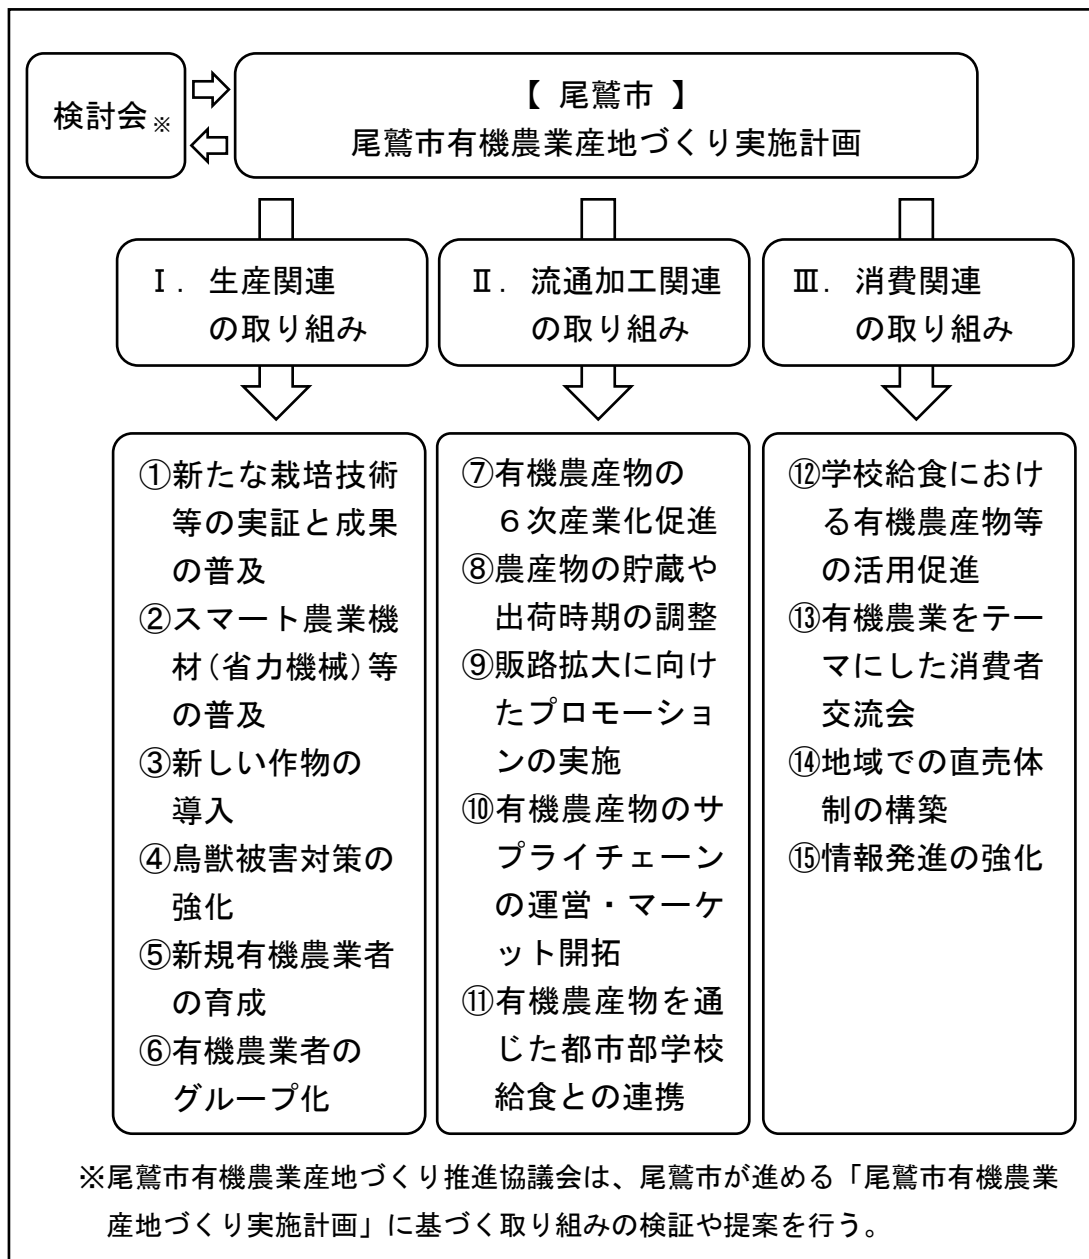 検討会※
【 尾鷲市 】
尾鷲市有機農業産地づくり実施計画
Ⅰ．生産関連
の取り組み
Ⅱ．流通加工関連
の取り組み
Ⅲ．消費関連
の取り組み
①新たな栽培技術
等の実証と成果
の普及
②スマート農業機
材(省力機械)等
の普及
③新しい作物の
導入
④鳥獣被害対策の
強化
⑤新規有機農業者
の育成
⑥有機農業者の
グループ化
⑦有機農産物の
６次産業化促進
⑧農産物の貯蔵や
出荷時期の調整
⑨販路拡大に向け
たプロモーショ
ンの実施
⑩有機農産物のサ
プライチェーン
の運営・マーケ
ット開拓
⑪有機農産物を通
じた都市部学校
給食との連携
⑫学校給食におけ
る有機農産物等
の活用促進
⑬有機農業をテー
マにした消費者
交流会
⑭地域での直売体
制の構築
⑮情報発進の強化
※尾鷲市有機農業産地づくり推進協議会は、尾鷲市が進める「尾鷲市有機農業
産地づくり実施計画」に基づく取り組みの検証や提案を行う。